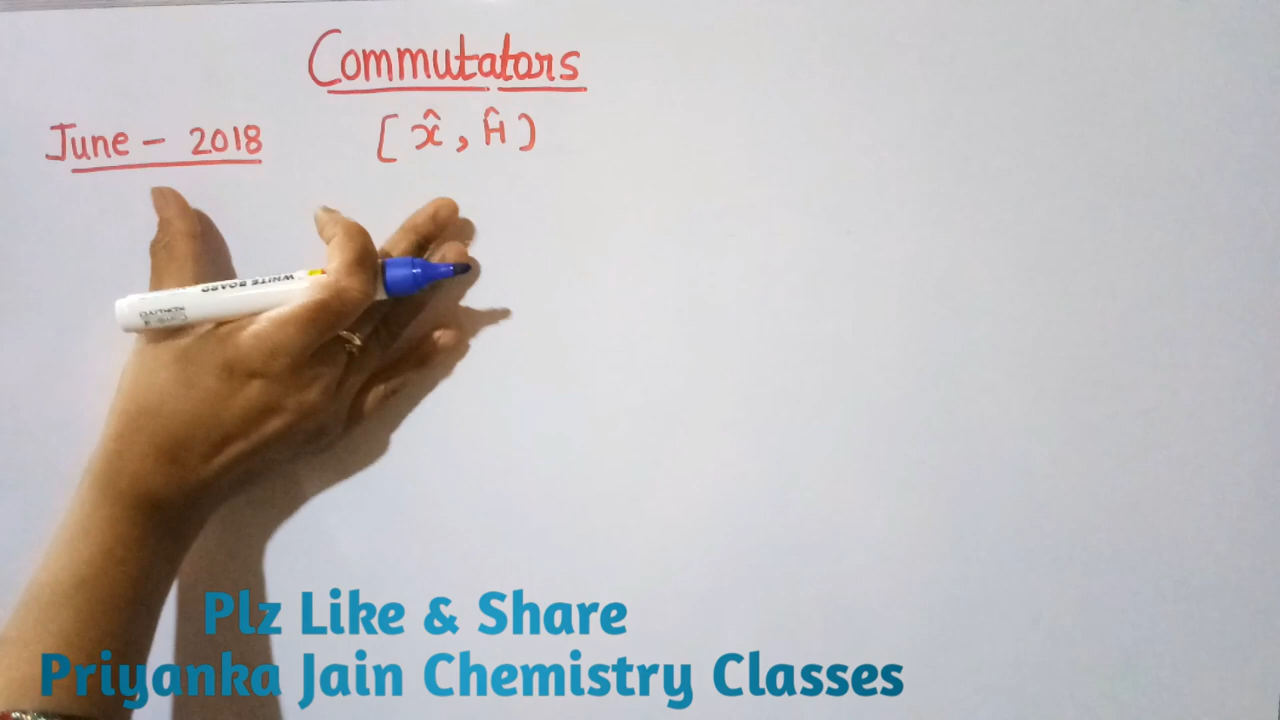 Commutators
June - 2018
[ x̂ , Ĥ )
WHITE BOARD
Plz Like & Share
Priyanka Jain Chemistry Classes